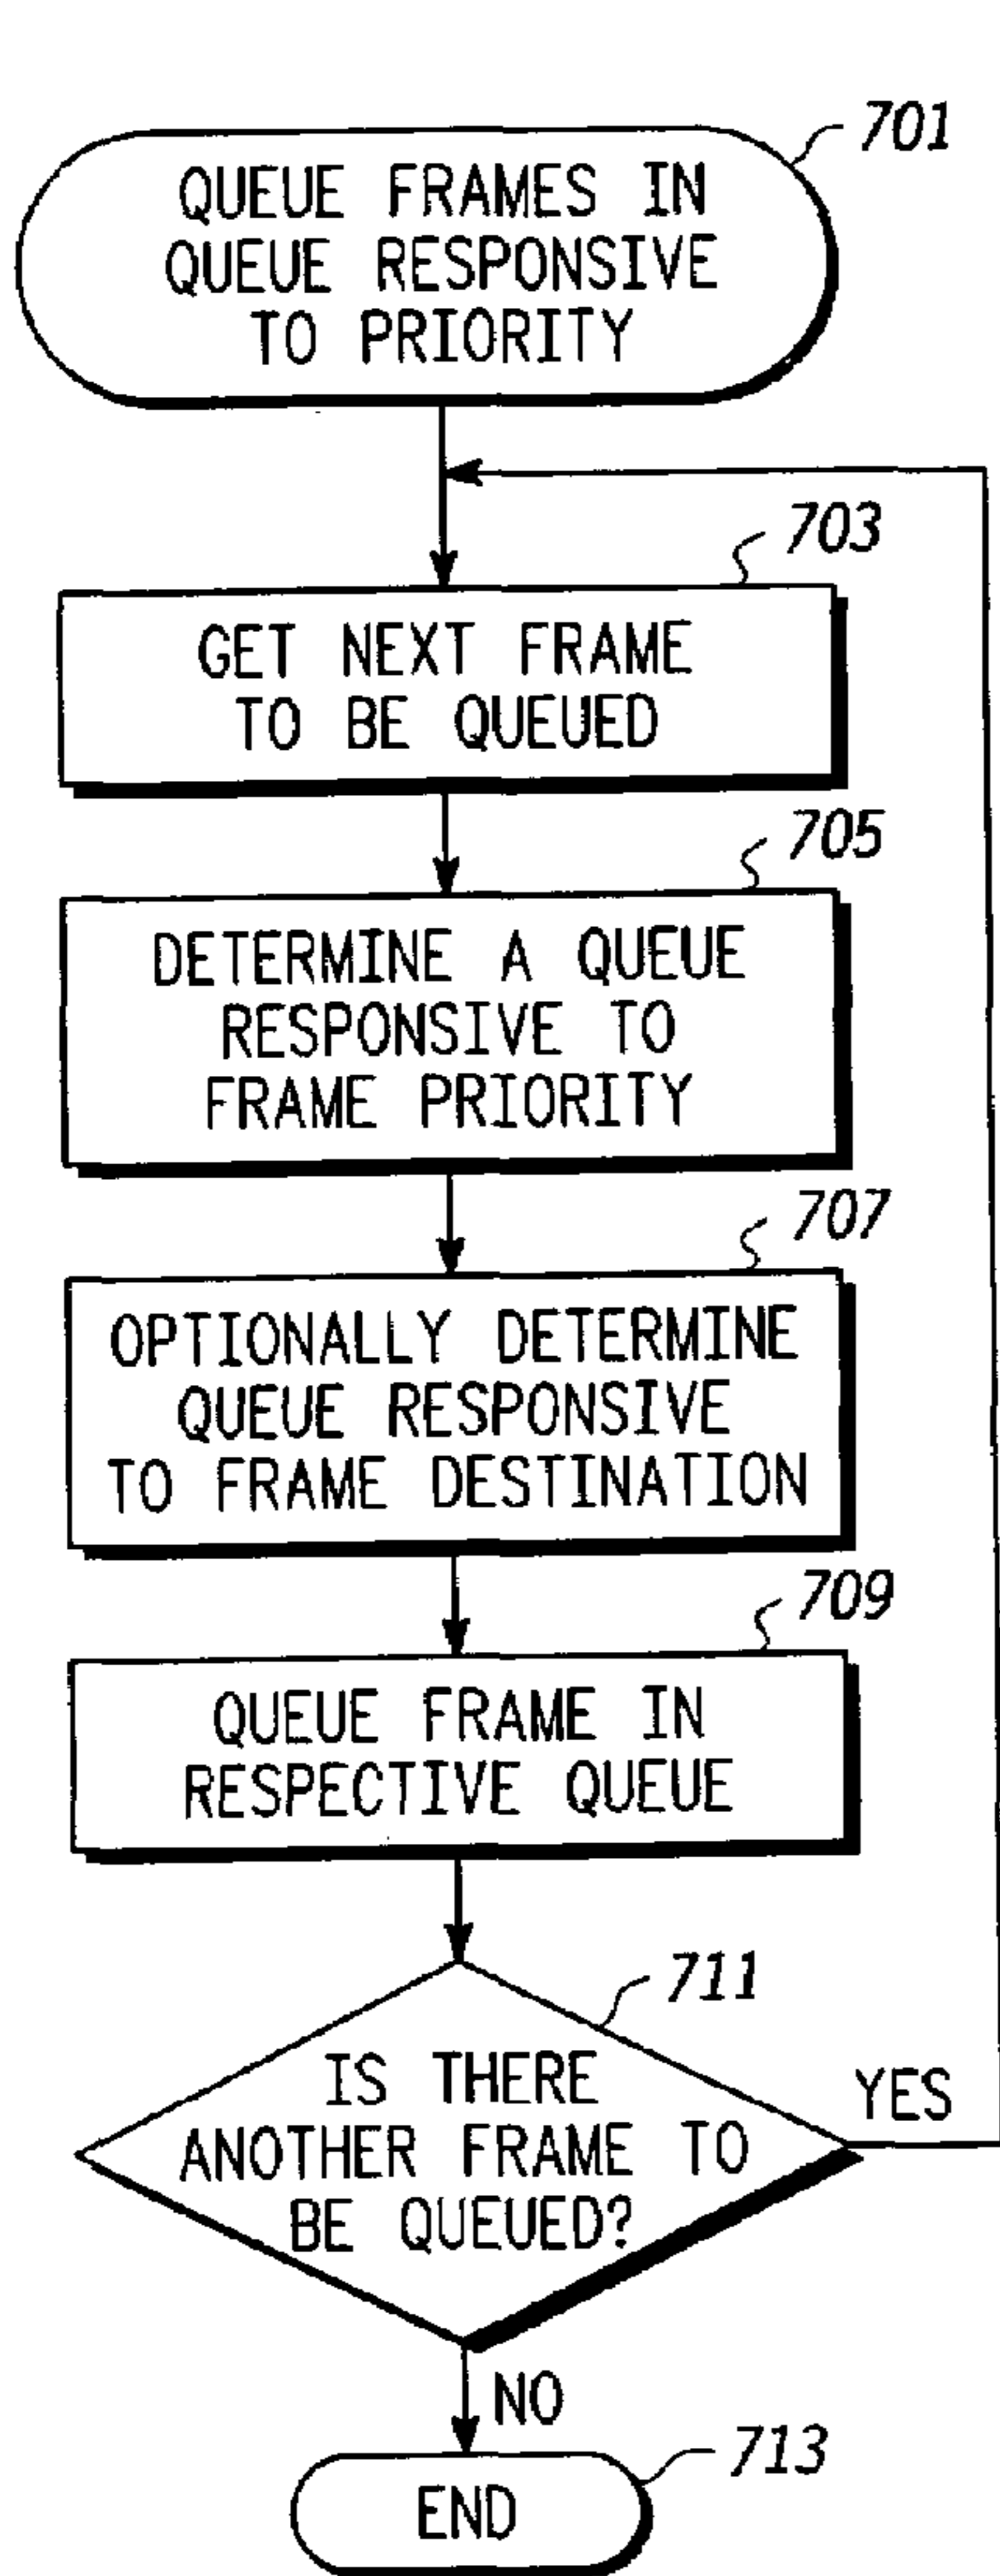 701
QUEUE FRAMES IN
QUEUE RESPONSIVE
TO PRIORITY
703
GET NEXT FRAME
TO BE QUEUED
705
DETERMINE A QUEUE
RESPONSIVE TO
FRAME PRIORITY
707
OPTIONALLY DETERMINE
QUEUE RESPONSIVE
TO FRAME DESTINATION
709
QUEUE FRAME IN
RESPECTIVE QUEUE
711
IS THERE
ANOTHER FRAME TO
BE QUEUED?
YES
NO
713
END